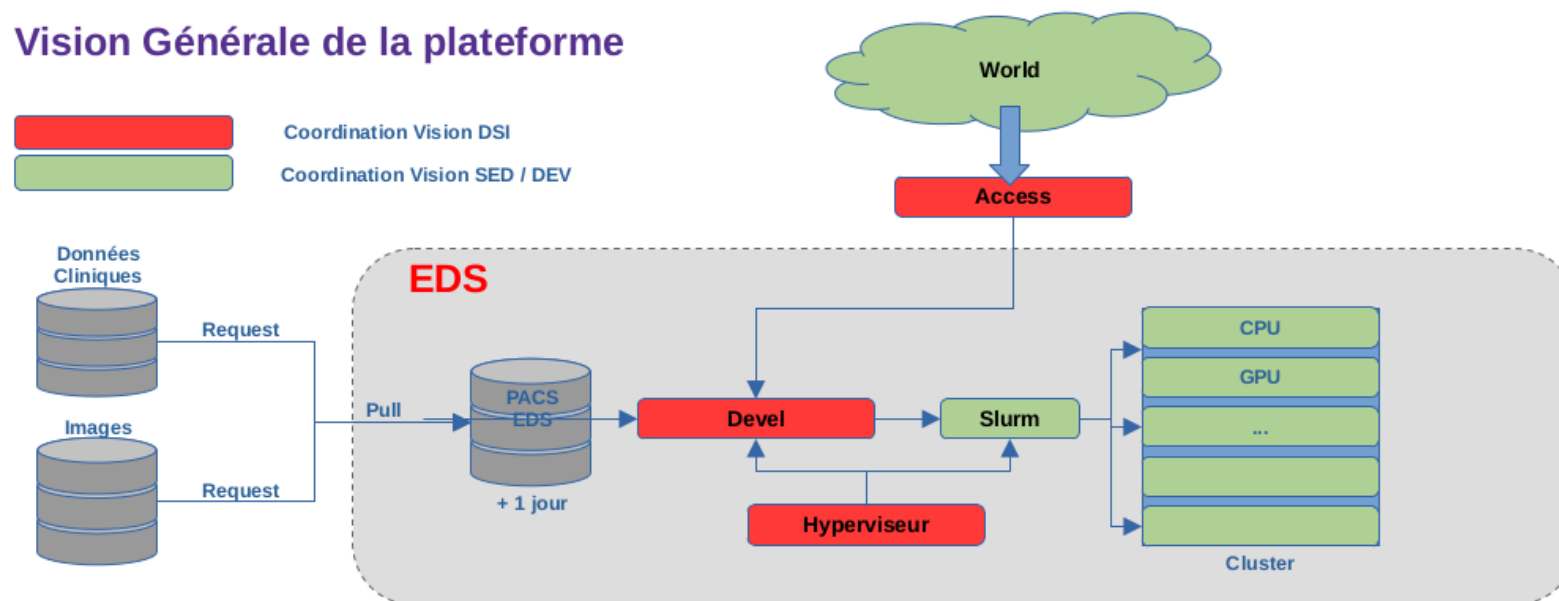 Vision Générale de la plateforme
World
Coordination Vision DSI
Coordination Vision SED / DEV
Access
Données
Cliniques
EDS
Request
CPU
GPU
PACS
EDS
Pull
Devel
Slurm
...
Images
Request
+ 1 jour
Hyperviseur
Cluster